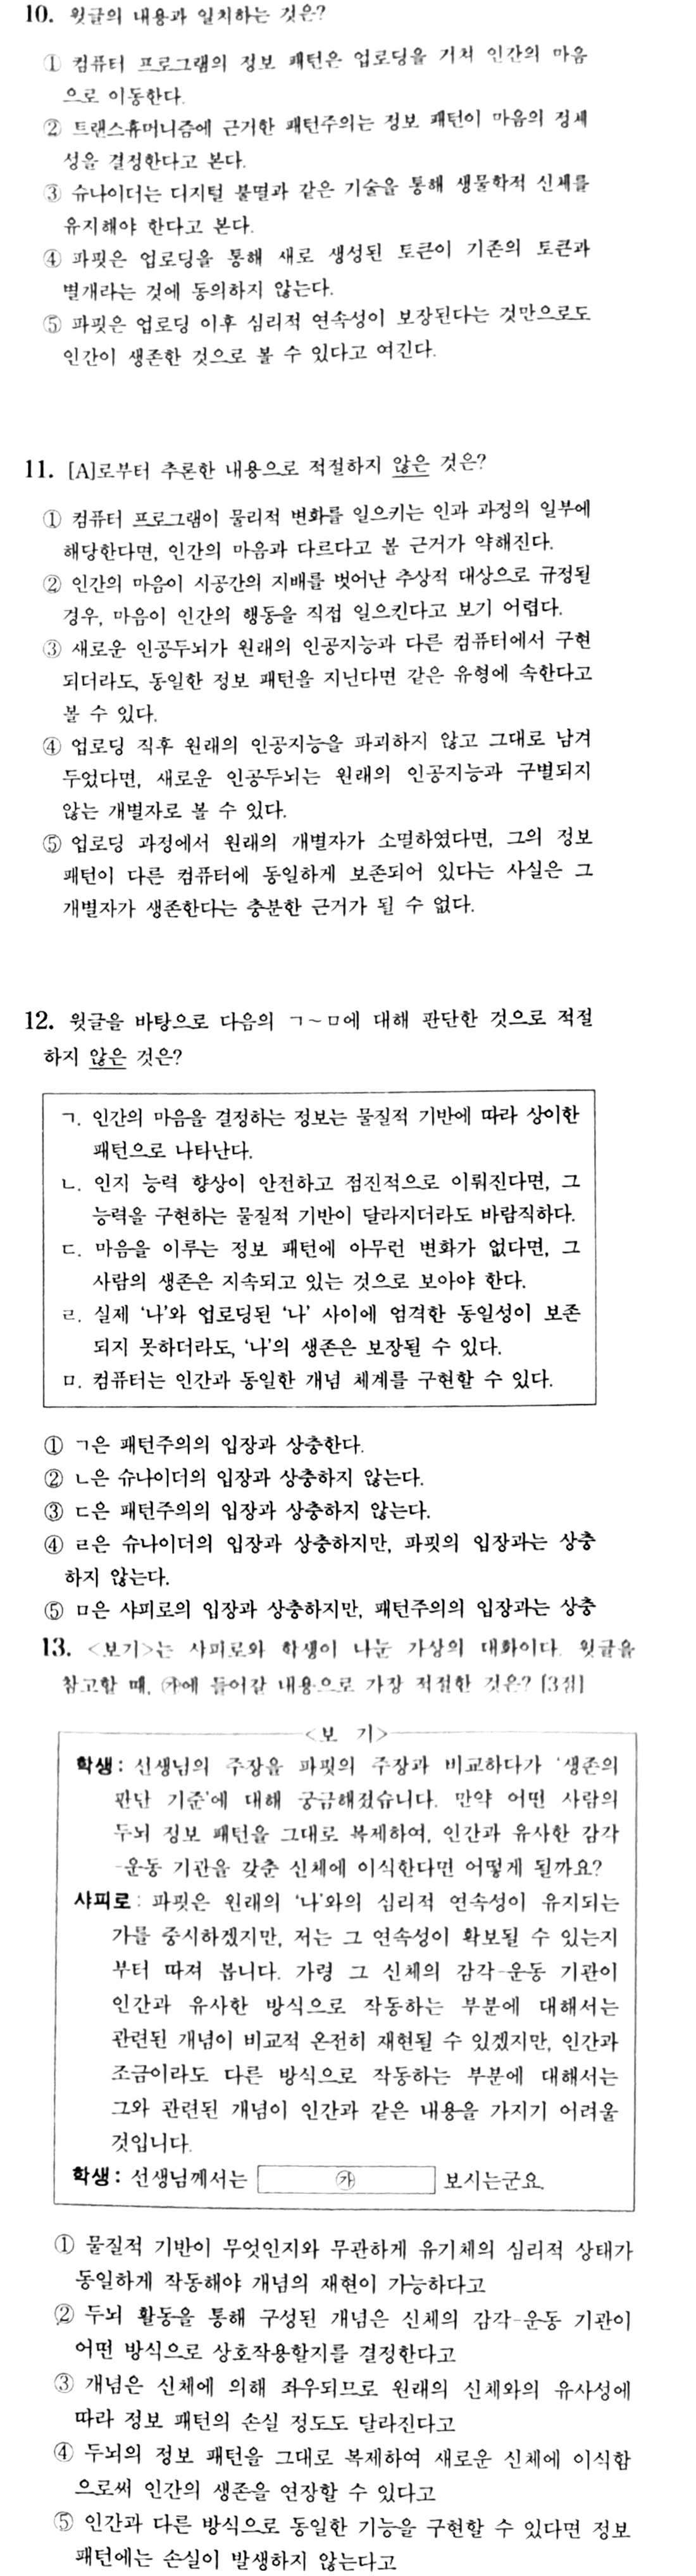 10. 윗글의 내용과 일치하는 것은?
① 컴퓨터 프로그램의 정보 패턴은 업로딩을 거쳐 인간의 마음
으로 이동한다.
② 트랜스휴머니즘에 근거한 패턴주의는 정보 패턴이 마음의 정체
성을 결정한다고 본다.
③ 슈나이더는 디지털 불멸과 같은 기술을 통해 생물학적 신체를
유지해야 한다고 본다.
④ 파핏은 업로딩을 통해 새로 생성된 토큰이 기존의 토큰과
별개라는 것에 동의하지 않는다.
⑤ 파핏은 업로딩 이후 심리적 연속성이 보장된다는 것만으로도
인간이 생존한 것으로 볼 수 있다고 여긴다.
11. [A]로부터 추론한 내용으로 적절하지 않은 것은?
① 컴퓨터 프로그램이 물리적 변화를 일으키는 인과 과정의 일부에
해당한다면, 인간의 마음과 다르다고 볼 근거가 약해진다.
② 인간의 마음이 시공간의 지배를 벗어난 추상적 대상으로 규정될
경우, 마음이 인간의 행동을 직접 일으킨다고 보기 어렵다.
③ 새로운 인공두뇌가 원래의 인공지능과 다른 컴퓨터에서 구현
되더라도, 동일한 정보 패턴을 지닌다면 같은 유형에 속한다고
볼 수 있다.
④ 업로딩 직후 원래의 인공지능을 파괴하지 않고 그대로 남겨
두었다면, 새로운 인공두뇌는 원래의 인공지능과 구별되지
않는 개별자로 볼 수 있다.
⑤ 업로딩 과정에서 원래의 개별자가 소멸하였다면, 그의 정보
패턴이 다른 컴퓨터에 동일하게 보존되어 있다는 사실은 그
개별자가 생존한다는 충분한 근거가 될 수 없다.
12. 윗글을 바탕으로 다음의 ㄱ~ㅁ에 대해 판단한 것으로 적절
하지 않은 것은?
ㄱ. 인간의 마음을 결정하는 정보는 물질적 기반에 따라 상이한
패턴으로 나타난다.
ㄴ. 인지 능력 향상이 안전하고 점진적으로 이뤄진다면, 그
능력을 구현하는 물질적 기반이 달라지더라도 바람직하다.
ㄷ. 마음을 이루는 정보 패턴에 아무런 변화가 없다면, 그
사람의 생존은 지속되고 있는 것으로 보아야 한다.
ㄹ. 실제 '나'와 업로딩된 '나' 사이에 엄격한 동일성이 보존
되지 못하더라도, '나'의 생존은 보장될 수 있다.
ㅁ. 컴퓨터는 인간과 동일한 개념 체계를 구현할 수 있다.
① ㄱ은 패턴주의의 입장과 상충한다.
② ㄴ은 슈나이더의 입장과 상충하지 않는다.
③ ㄷ은 패턴주의의 입장과 상충하지 않는다.
④ ㄹ은 슈나이더의 입장과 상충하지만, 파핏의 입장과는 상충
하지 않는다.
⑤ ㅁ은 샤피로의 입장과 상충하지만, 패턴주의의 입장과는 상충
13. <보기>는 샤피로와 학생이 나눈 가상의 대화이다. 윗글을
참고할 때, ㉮에 들어갈 내용으로 가장 적절한 것은? [3점]
<보 기>
학생 : 선생님의 주장을 파핏의 주장과 비교하다가 '생존의
판단 기준'에 대해 궁금해졌습니다. 만약 어떤 사람의
두뇌 정보 패턴을 그대로 복제하여, 인간과 유사한 감각
-운동 기관을 갖춘 신체에 이식한다면 어떻게 될까요?
샤피로 : 파핏은 원래의 '나'와의 심리적 연속성이 유지되는
가를 중시하겠지만, 저는 그 연속성이 확보될 수 있는지
부터 따져 봅니다. 가령 그 신체의 감각-운동 기관이
인간과 유사한 방식으로 작동하는 부분에 대해서는
관련된 개념이 비교적 온전히 재현될 수 있겠지만, 인간과
조금이라도 다른 방식으로 작동하는 부분에 대해서는
그와 관련된 개념이 인간과 같은 내용을 가지기 어려울
것입니다.
학생 : 선생님께서는 ㉮ 보시는군요.
① 물질적 기반이 무엇인지와 무관하게 유기체의 심리적 상태가
동일하게 작동해야 개념의 재현이 가능하다고
② 두뇌 활동을 통해 구성된 개념은 신체의 감각-운동 기관이
어떤 방식으로 상호작용할지를 결정한다고
③ 개념은 신체에 의해 좌우되므로 원래의 신체와의 유사성에
따라 정보 패턴의 손실 정도도 달라진다고
④ 두뇌의 정보 패턴을 그대로 복제하여 새로운 신체에 이식함
으로써 인간의 생존을 연장할 수 있다고
⑤ 인간과 다른 방식으로 동일한 기능을 구현할 수 있다면 정보
패턴에는 손실이 발생하지 않는다고